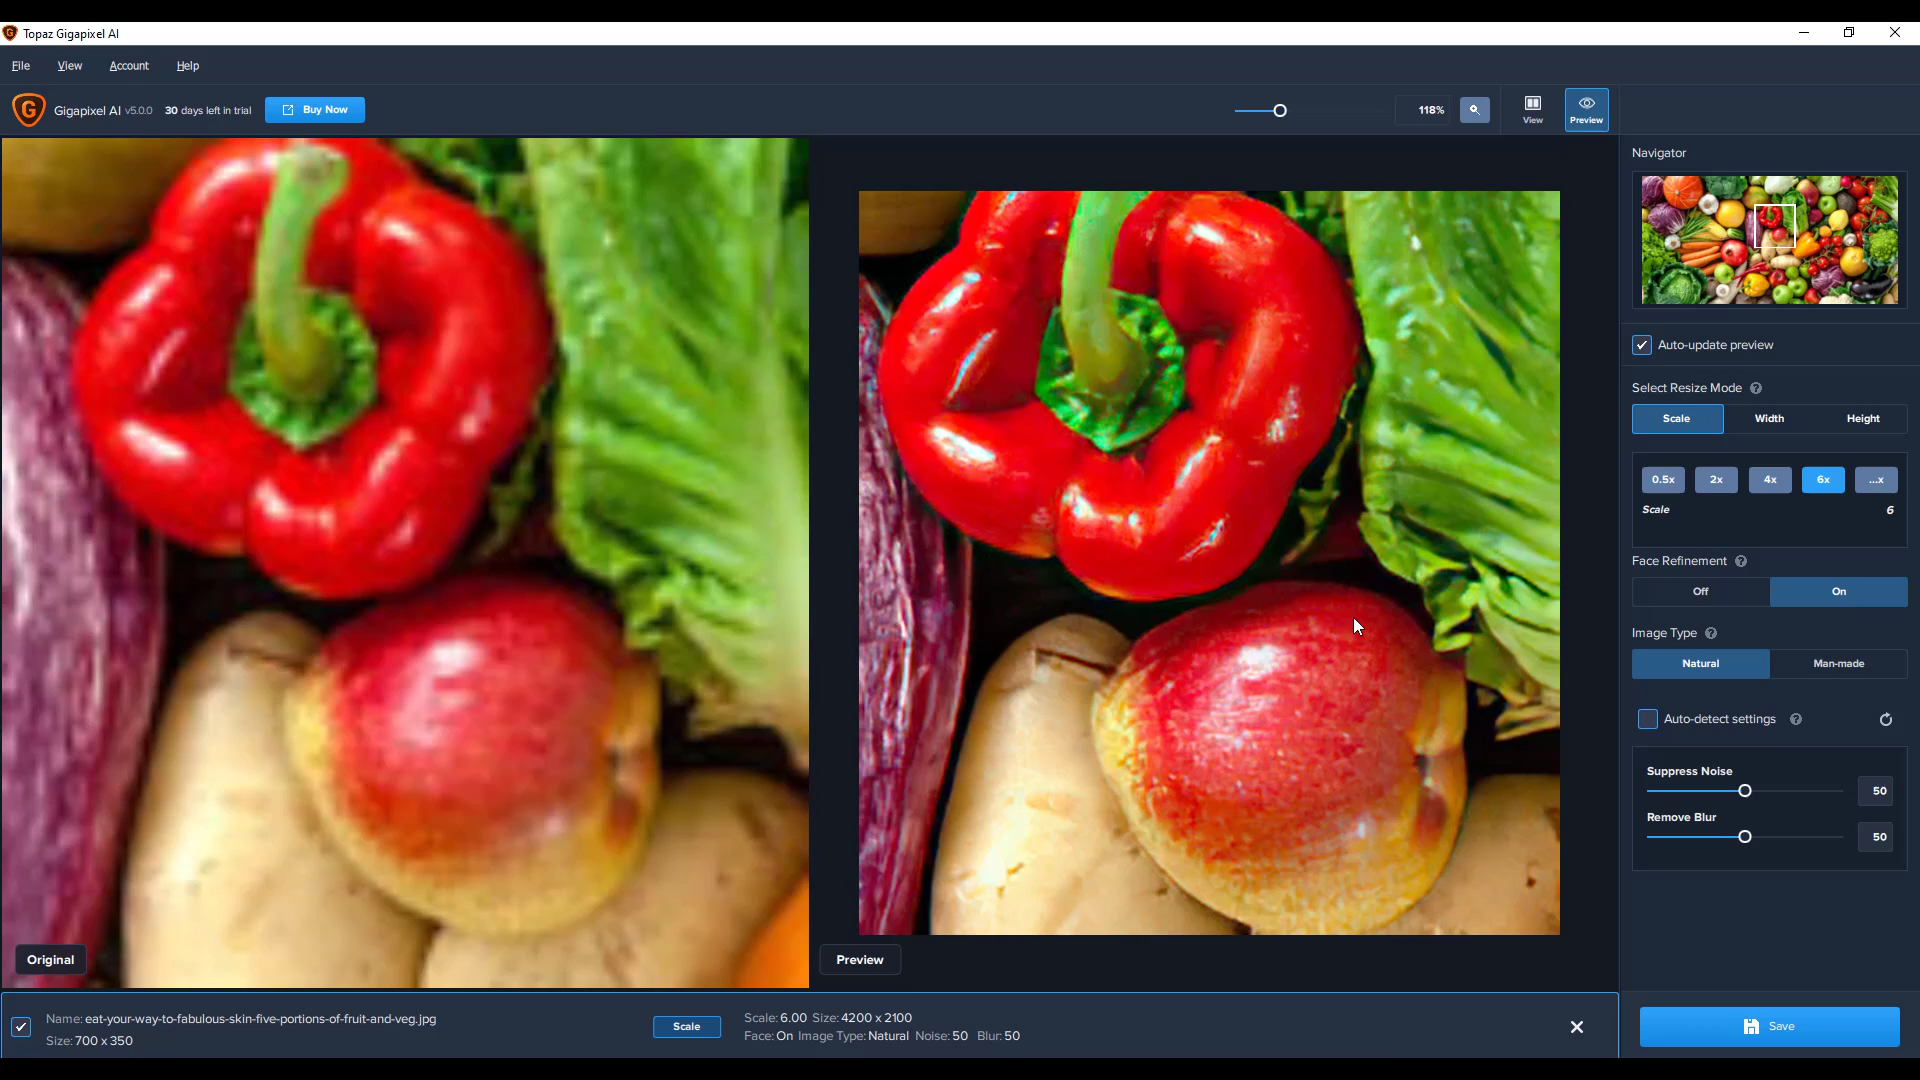 Topaz Gigapixel AI
File View Account Help
G Gigapixel AI v5.0.0 30 days left in trial Buy Now 118% View Preview
Navigator
Auto-update preview
Select Resize Mode ?
Scale Width Height
0.5x 2x 4x 6x ...x
Scale 6
Face Refinement ?
Off On
Image Type ?
Natural Man-made
Auto-detect settings ?
Suppress Noise
50
Remove Blur
50
Original
Preview
Name: eat-your-way-to-fabulous-skin-five-portions-of-fruit-and-veg.jpg
Size: 700 x 350
Scale
Scale: 6.00 Size: 4200 x 2100
Face: On Image Type: Natural Noise: 50 Blur: 50
Save